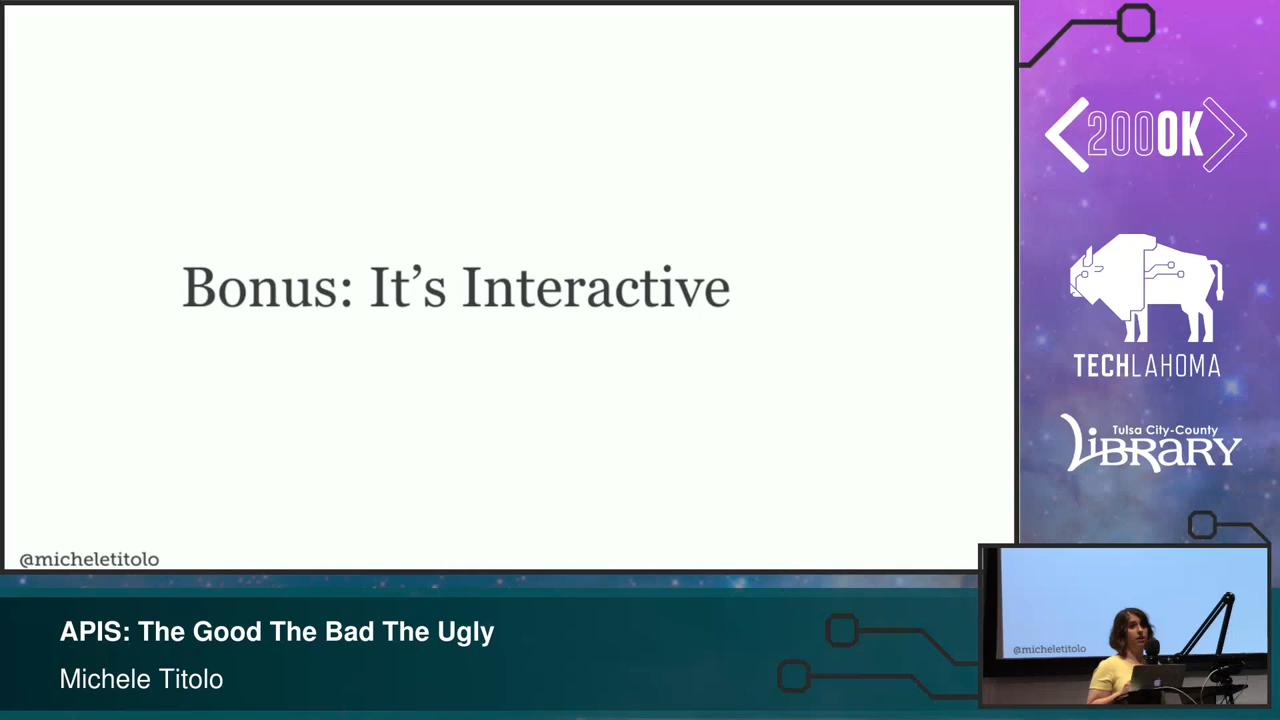 Bonus: It’s Interactive
@micheletitolo
200OK
TECHLAHOMA
Tulsa City-County
LIBRARY
@micheletitolo
APIS: The Good The Bad The Ugly
Michele Titolo